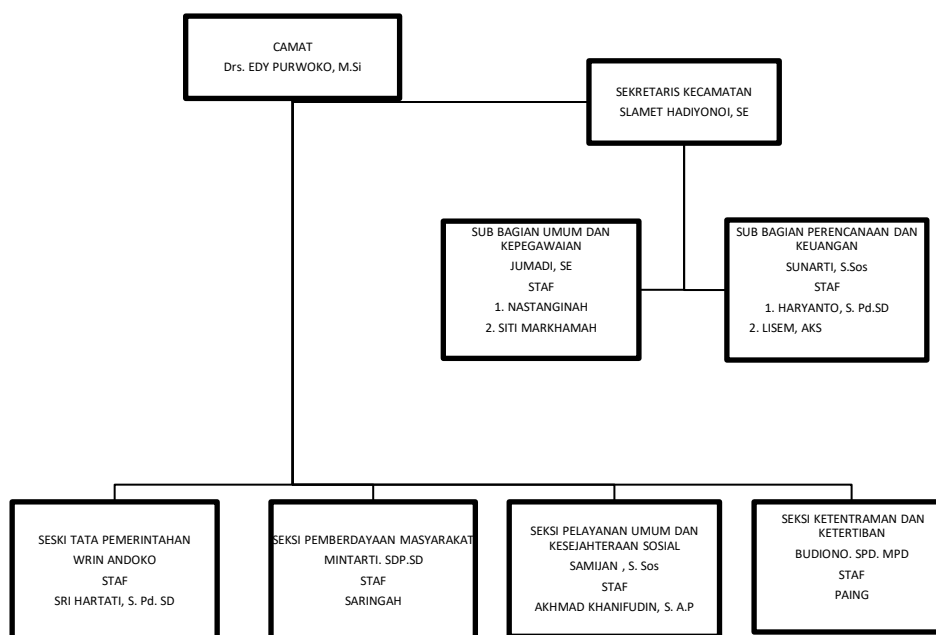 CAMAT
Drs. EDY PURWOKO, M.Si
SEKRETARIS KECAMATAN
SLAMET HADIYONOI, SE
SUB BAGIAN UMUM DAN
KEPEGAWAIAN
JUMADI, SE
STAF
1. NASTANGINAH
2. SITI MARKHAMAH
SUB BAGIAN PERENCANAAN DAN
KEUANGAN
SUNARTI, S.Sos
STAF
1. HARYANTO, S. Pd.SD
2. LISEM, AKS
SESKI TATA PEMERINTAHAN
WRIN ANDOKO
STAF
SRI HARTATI, S. Pd. SD
SEKSI PEMBERDAYAAN MASYARAKAT
MINTARTI. SDP.SD
STAF
SARINGAH
SEKSI PELAYANAN UMUM DAN
KESEJAHTERAAN SOSIAL
SAMIJAN , S. Sos
STAF
AKHMAD KHANIFUDIN, S. A.P
SEKSI KETENTRAMAN DAN
KETERTIBAN
BUDIONO. SPD. MPD
STAF
PAING